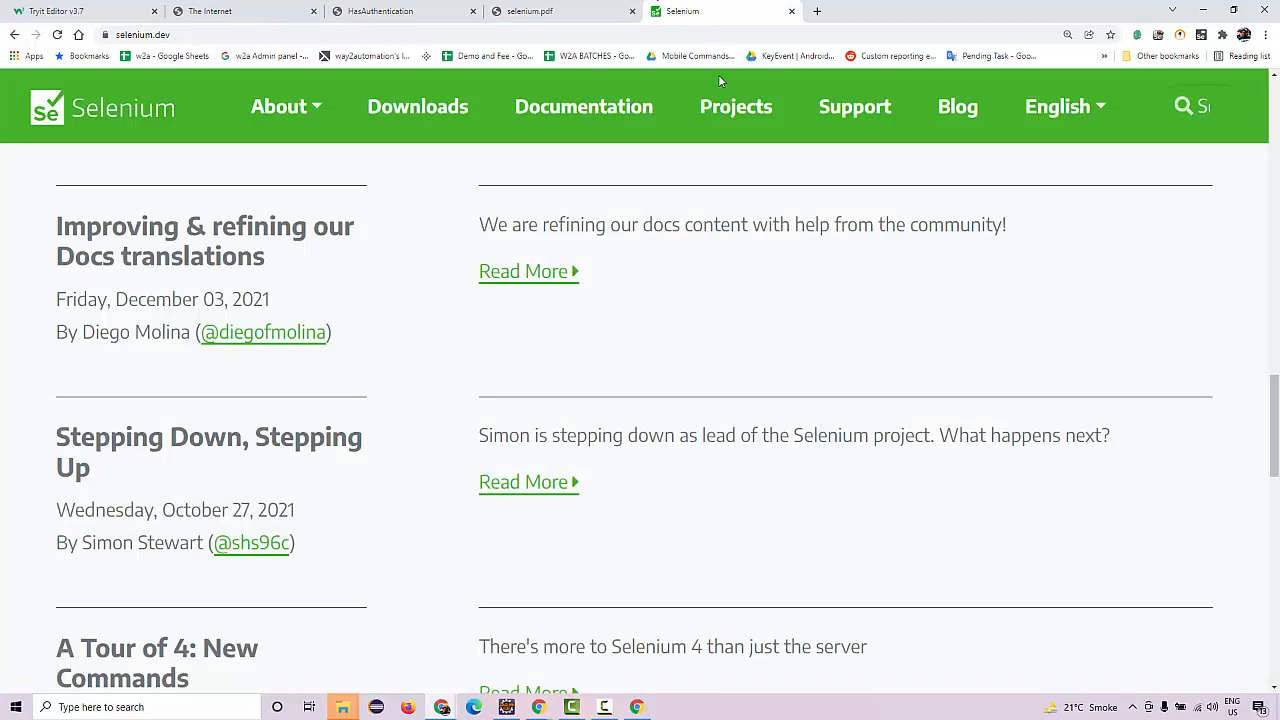 Tryit Editor v3.7
The Internet
HasAuthentication
selenium.pdf
Selenium
selenium.dev
Apps
Bookmarks
w2a - Google Sheets
w2a Admin panel -...
way2automation's l...
Demo and Fee - Go...
W2A BATCHES - Go...
Mobile Commands...
KeyEvent | Android...
Custom reporting e...
Pending Task - Goo...
»
Other bookmarks
Reading list
Se Selenium
About
Downloads
Documentation
Projects
Support
Blog
English
Improving & refining our
Docs translations
Friday, December 03, 2021
By Diego Molina (@diegofmolina)
We are refining our docs content with help from the community!
Read More
Stepping Down, Stepping
Up
Wednesday, October 27, 2021
By Simon Stewart (@shs96c)
Simon is stepping down as lead of the Selenium project. What happens next?
Read More
A Tour of 4: New
Commands
There's more to Selenium 4 than just the server
Read More
Type here to search
21°C Smoke
ENG